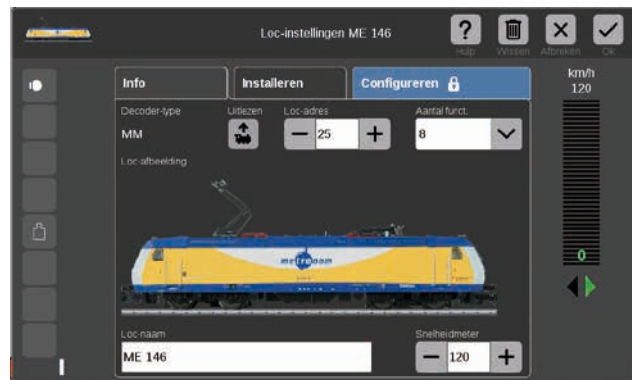 Loc-instellingen ME 146
Hulp Wissen Afbreken Ok
Info Installeren Configureren
km/h
120
Decoder-type Uitlezen Loc-adres Aantal funct.
MM 25 8
Loc-afbeelding
metronom
0
Loc-naam Snelheidmeter
ME 146 120